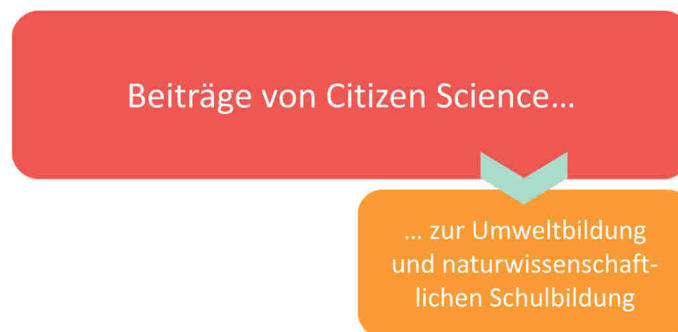 Beiträge von Citizen Science...
... zur Umweltbildung
und naturwissenschaft-
lichen Schulbildung